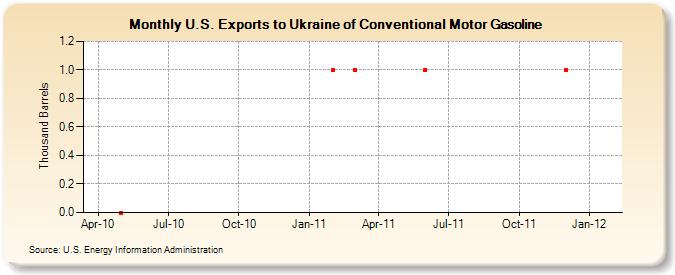 Monthly U.S. Exports to Ukraine of Conventional Motor Gasoline
Thousand Barrels
1.2
1.0
0.8
0.6
0.4
0.2
0.0
Apr-10 Jul-10 Oct-10 Jan-11 Apr-11 Jul-11 Oct-11 Jan-12
Source: U.S. Energy Information Administration